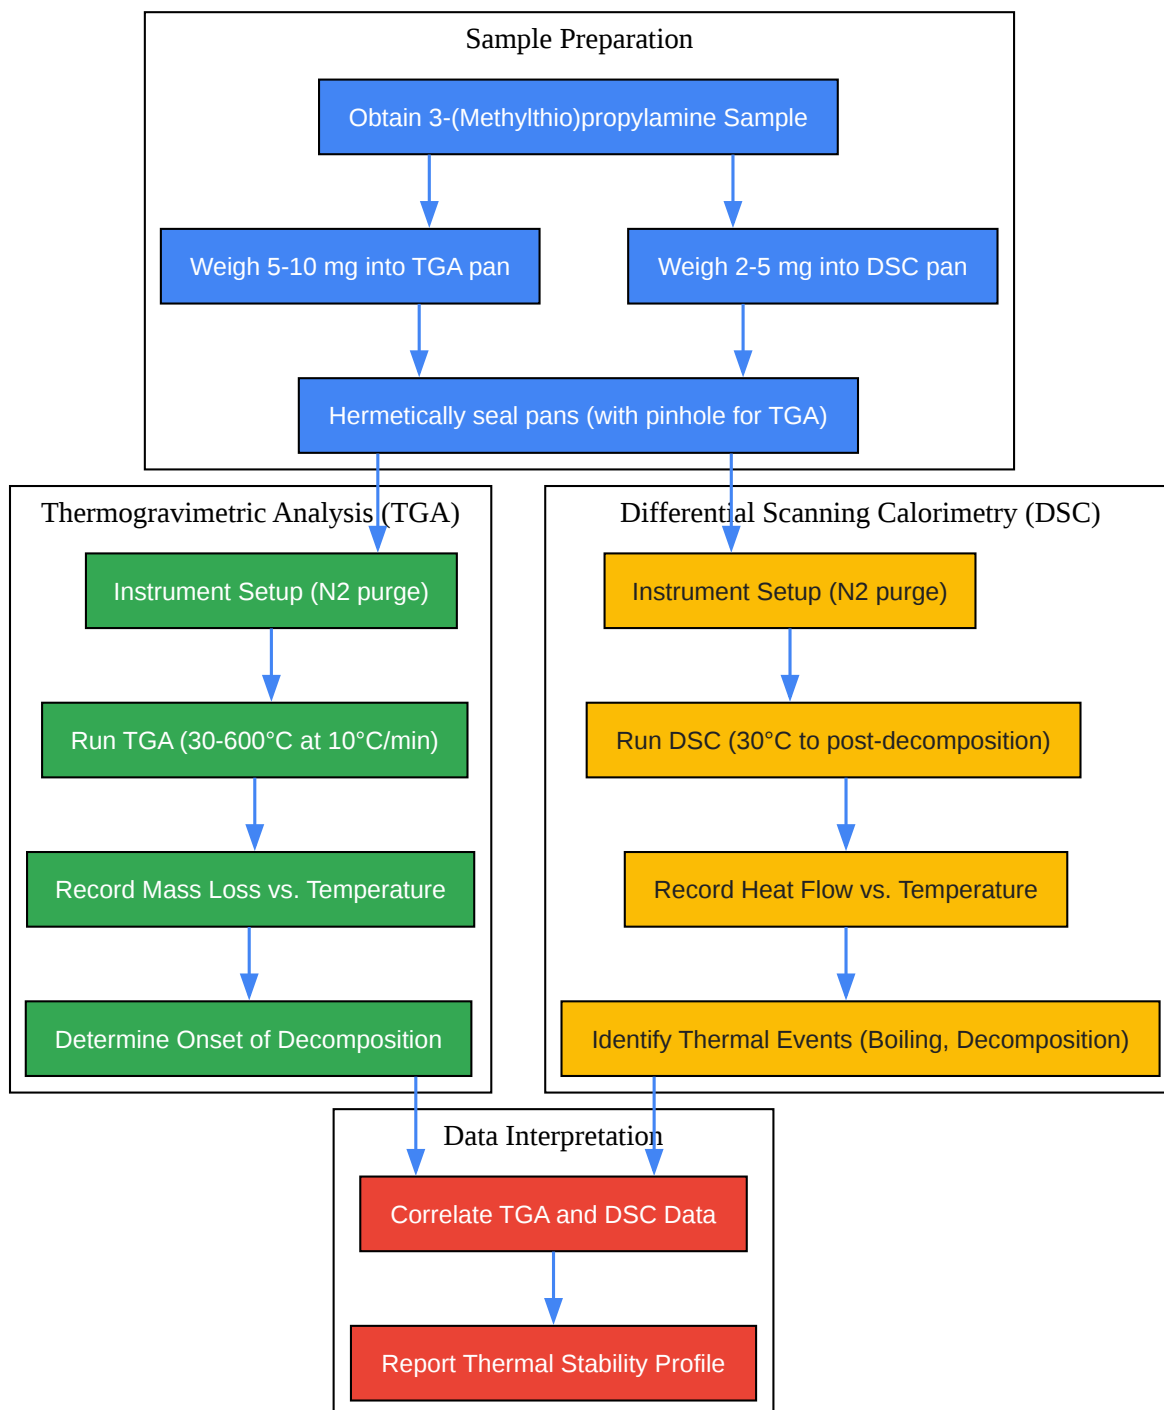 Sample Preparation
Obtain 3-(Methylthio)propylamine Sample
Weigh 5-10 mg into TGA pan
Weigh 2-5 mg into DSC pan
Hermetically seal pans (with pinhole for TGA)
Thermogravimetric Analysis (TGA)
Instrument Setup (N2 purge)
Run TGA (30-600°C at 10°C/min)
Record Mass Loss vs. Temperature
Determine Onset of Decomposition
Differential Scanning Calorimetry (DSC)
Instrument Setup (N2 purge)
Run DSC (30°C to post-decomposition)
Record Heat Flow vs. Temperature
Identify Thermal Events (Boiling, Decomposition)
Data Interpretation
Correlate TGA and DSC Data
Report Thermal Stability Profile